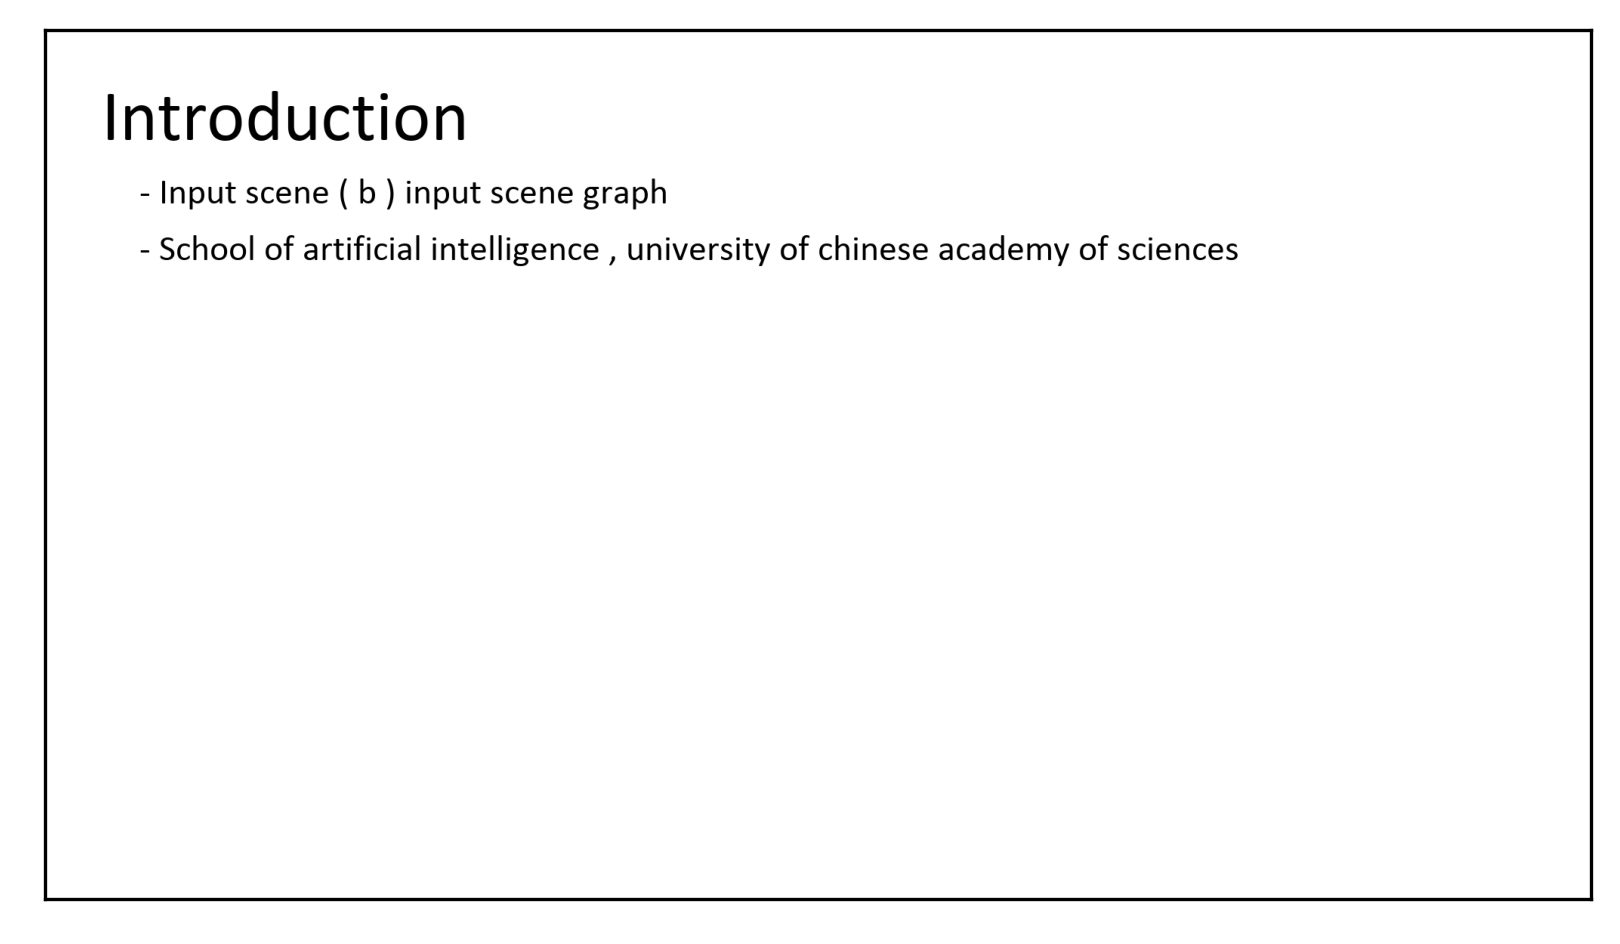 Introduction
- Input scene ( b ) input scene graph
- School of artificial intelligence , university of chinese academy of sciences